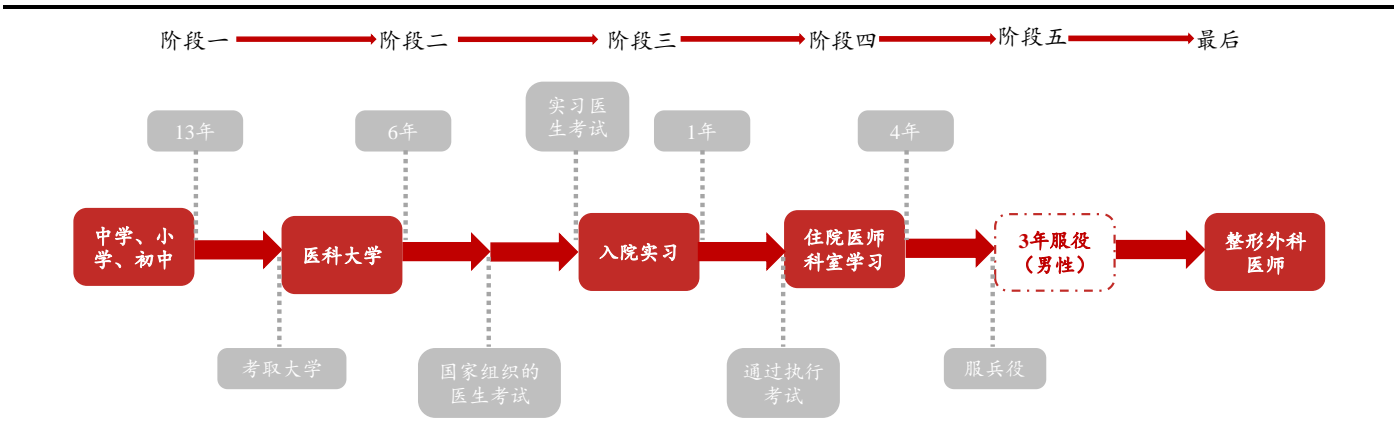 阶段一
阶段二
阶段三
阶段四
阶段五
最后
13年
6年
实习医
生考试
1年
4年
中学、小
学、初中
医科大学
入院实习
住院医师
科室学习
3年服役
（男性）
整形外科
医师
考取大学
国家组织的
医生考试
通过执行
考试
服兵役